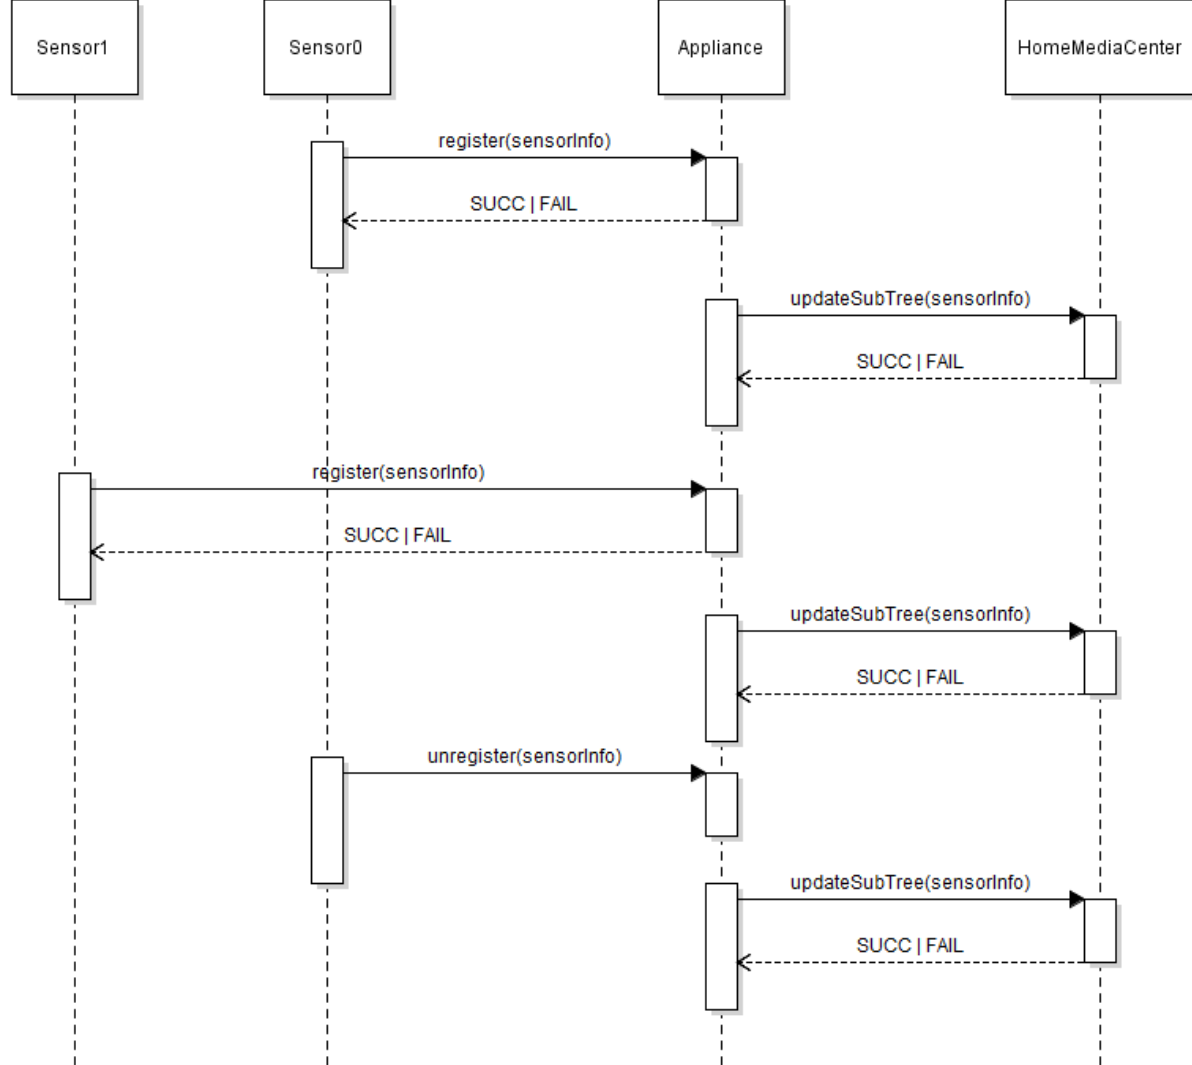 Sensor1
Sensor0
Appliance
HomeMediaCenter
register(sensorInfo)
SUCC | FAIL
updateSubTree(sensorInfo)
SUCC | FAIL
register(sensorInfo)
SUCC | FAIL
updateSubTree(sensorInfo)
SUCC | FAIL
unregister(sensorInfo)
updateSubTree(sensorInfo)
SUCC | FAIL